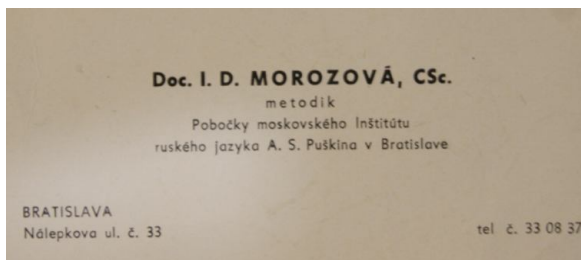 Doc. I. D. MOROZOVÁ, CSc.
metodik
Pobočky moskovského Inštitútu
ruského jazyka A. S. Puškina v Bratislave
BRATISLAVA
Nálepkova ul. č. 33
tel č. 33 08 37